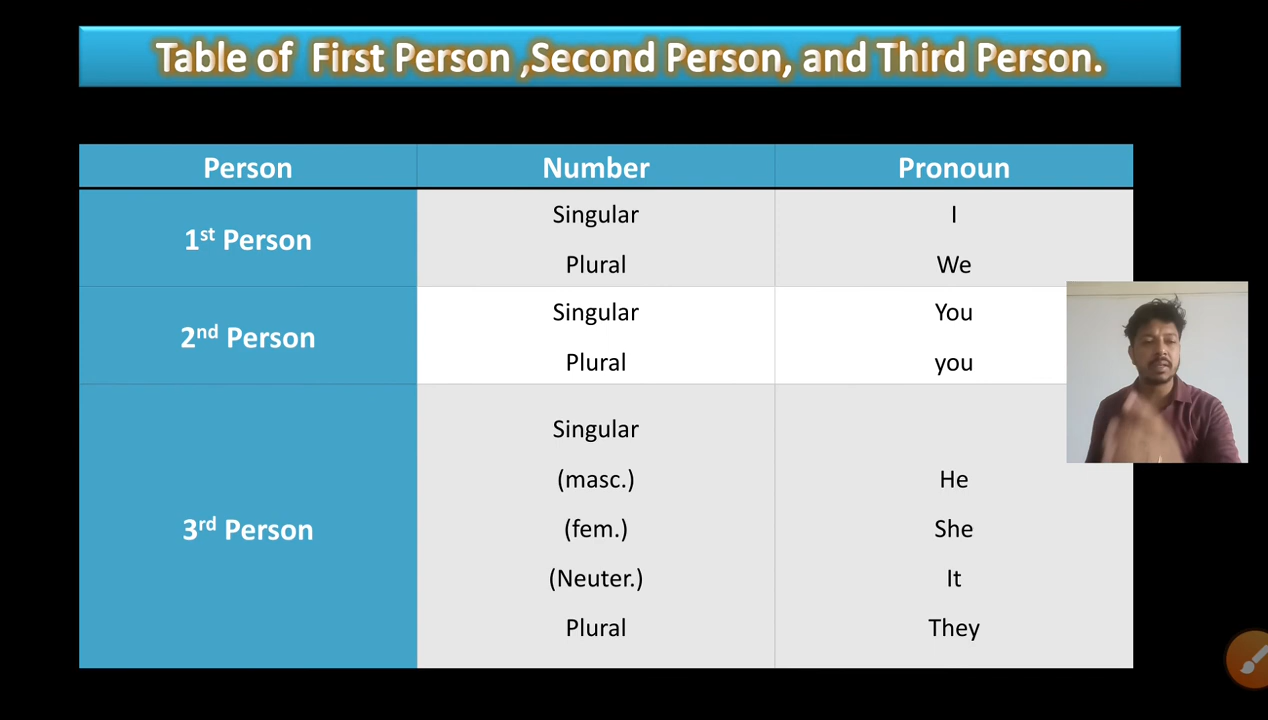 Table of First Person ,Second Person, and Third Person.
Person Number Pronoun
1st Person
Singular I
Plural We
2nd Person
Singular You
Plural you
3rd Person
Singular
(masc.) He
(fem.) She
(Neuter.) It
Plural They